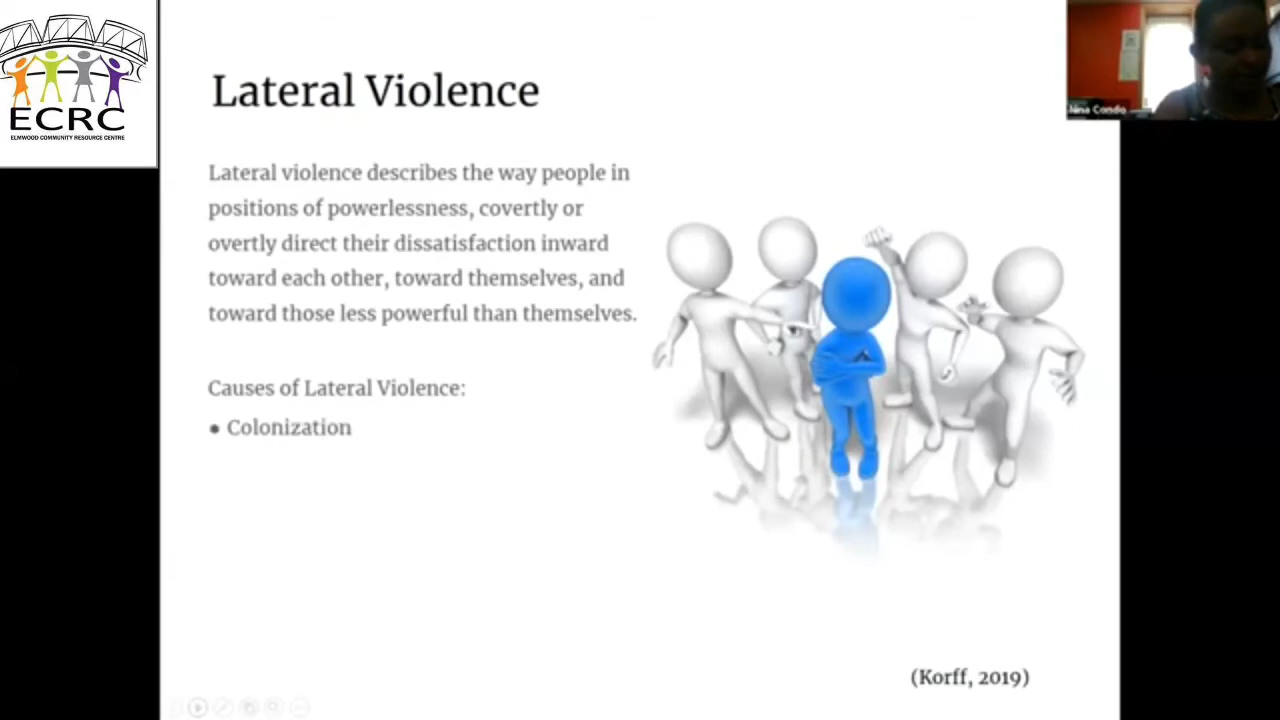 ECRC
ELMWOOD COMMUNITY RESOURCE CENTRE
Nina Condo
Lateral Violence
Lateral violence describes the way people in
positions of powerlessness, covertly or
overtly direct their dissatisfaction inward
toward each other, toward themselves, and
toward those less powerful than themselves.
Causes of Lateral Violence:
• Colonization
(Korff, 2019)